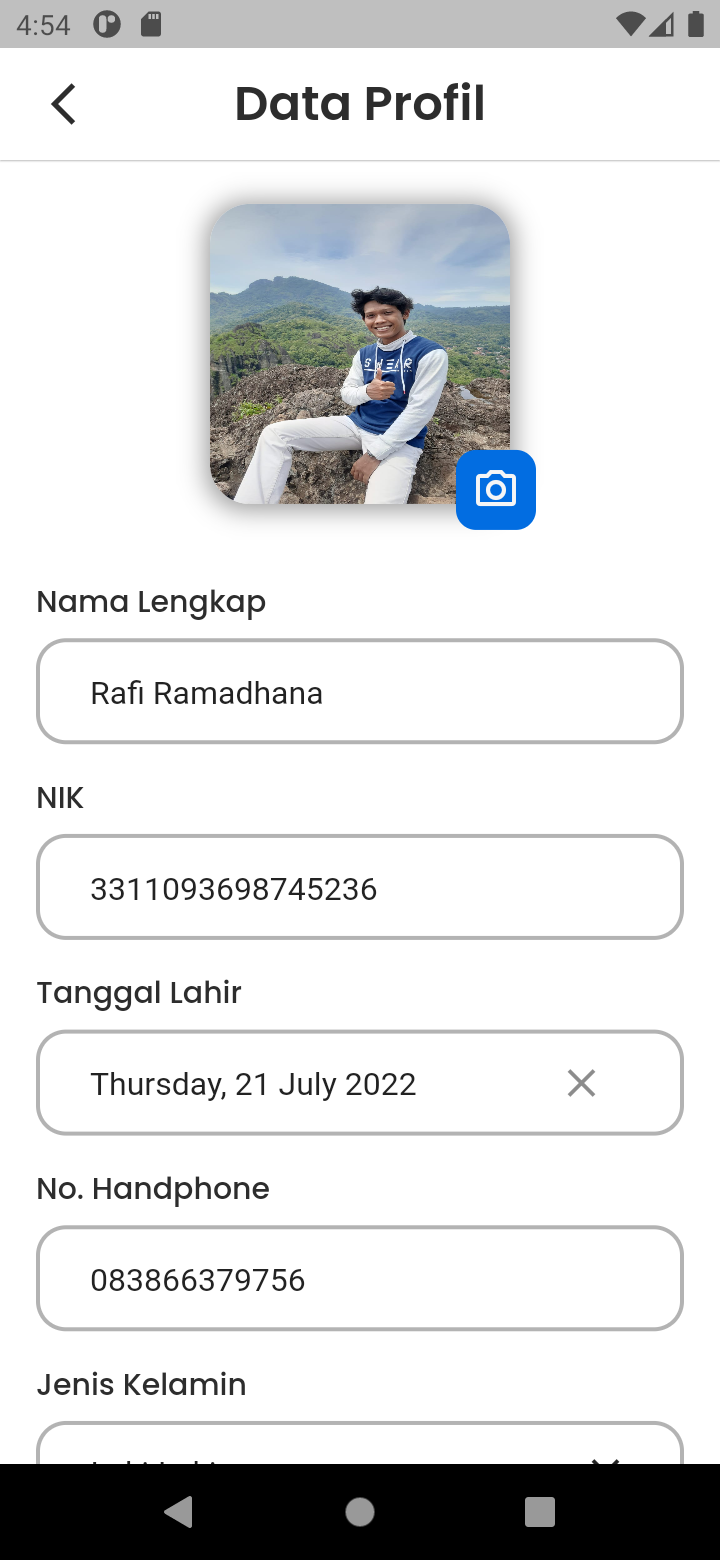 4:54
Data Profil
SWEAR
Nama Lengkap
Rafi Ramadhana
NIK
3311093698745236
Tanggal Lahir
Thursday, 21 July 2022
No. Handphone
083866379756
Jenis Kelamin